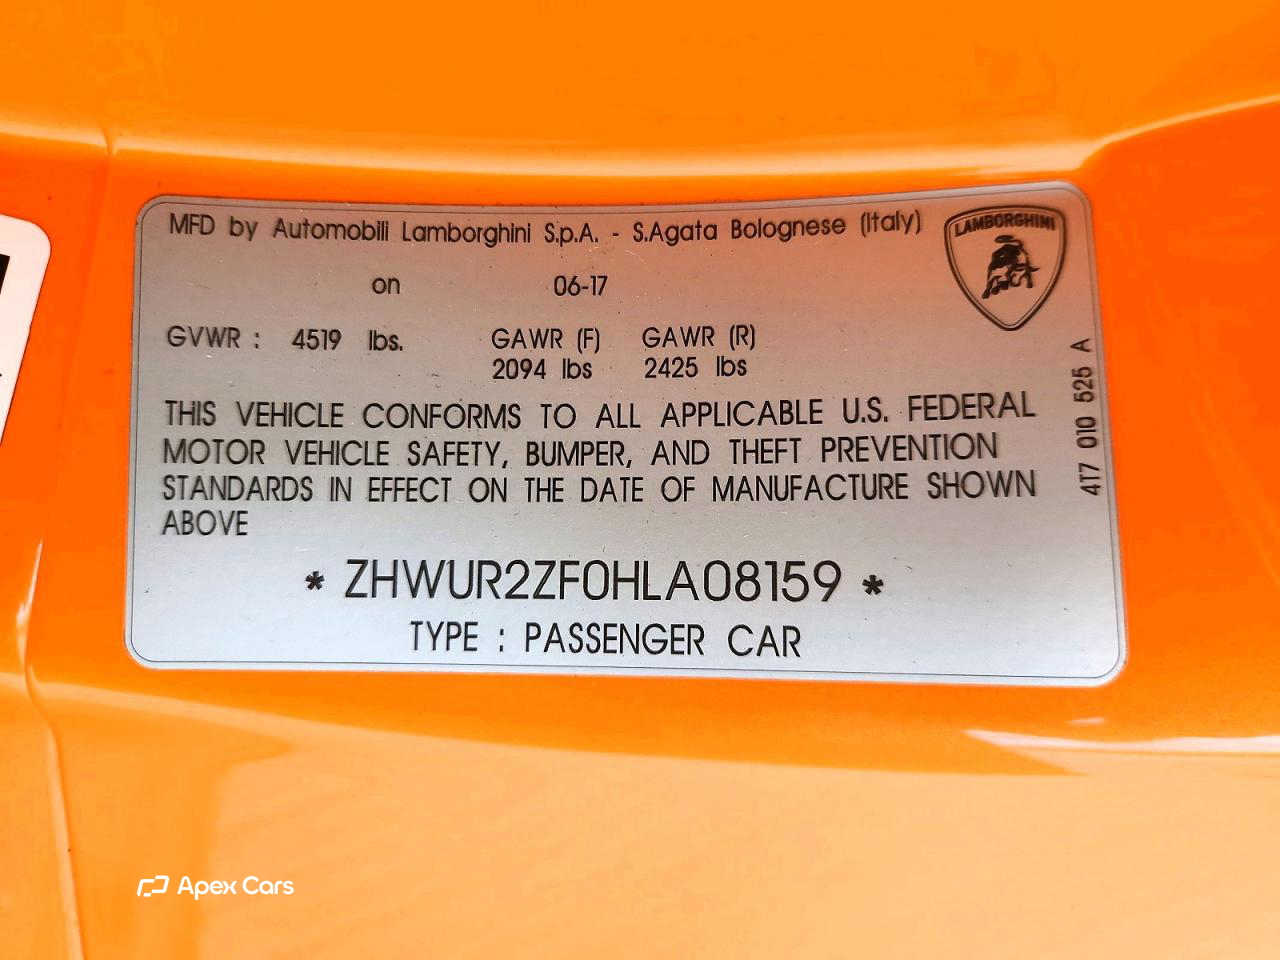 MFD by Automobili Lamborghini S.p.A. - S.Agata Bolognese (Italy)
LAMBORGHINI
on 06-17
GVWR : 4519 lbs. GAWR (F) GAWR (R)
2094 lbs 2425 lbs
THIS VEHICLE CONFORMS TO ALL APPLICABLE U.S. FEDERAL
MOTOR VEHICLE SAFETY, BUMPER, AND THEFT PREVENTION
STANDARDS IN EFFECT ON THE DATE OF MANUFACTURE SHOWN
ABOVE
4T7 010 525 A
* ZHWUR2ZF0HLA08159 *
TYPE : PASSENGER CAR
Apex Cars